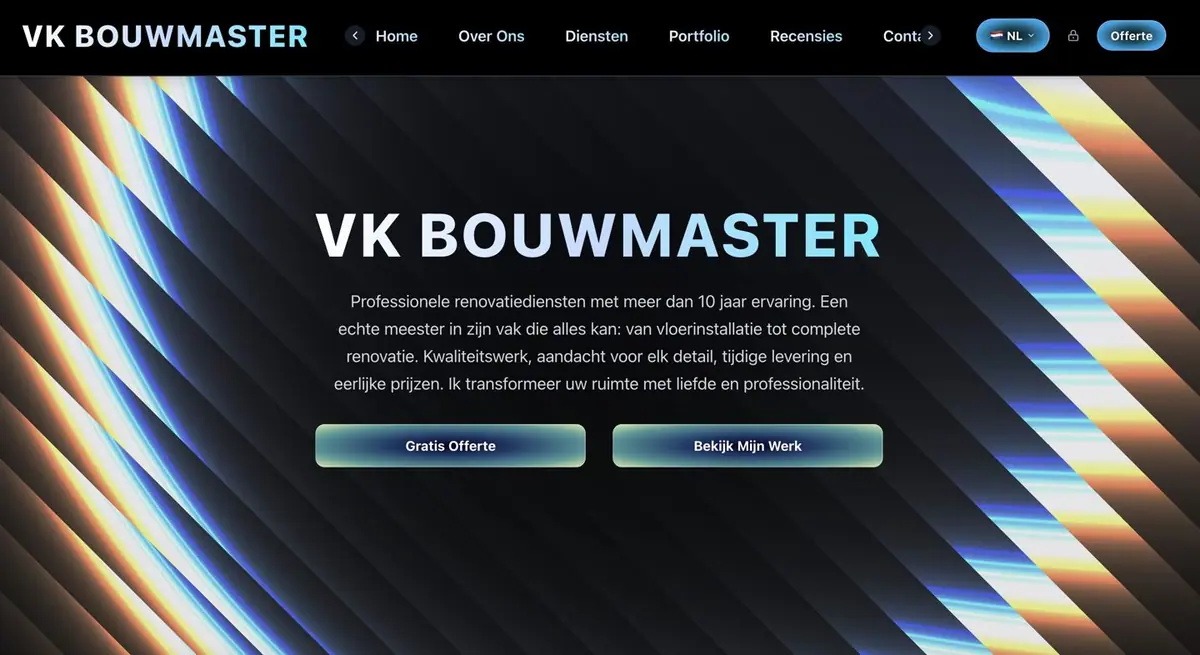 VK BOUWMASTER
Home
Over Ons
Diensten
Portfolio
Recensies
Conta
NL
Offerte
VK BOUWMASTER
Professionele renovatiediensten met meer dan 10 jaar ervaring. Een
echte meester in zijn vak die alles kan: van vloerinstallatie tot complete
renovatie. Kwaliteitswerk, aandacht voor elk detail, tijdige levering en
eerlijke prijzen. Ik transformeer uw ruimte met liefde en professionaliteit.
Gratis Offerte
Bekijk Mijn Werk